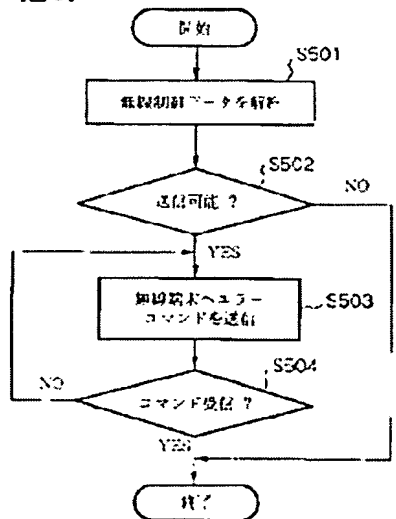 開始
S501
無線制御データを解析
S502
送信可能 ?
NO
YES
無線端末へエラー
コマンドを送信
S503
S504
NO
コマンド受信 ?
YES
終了